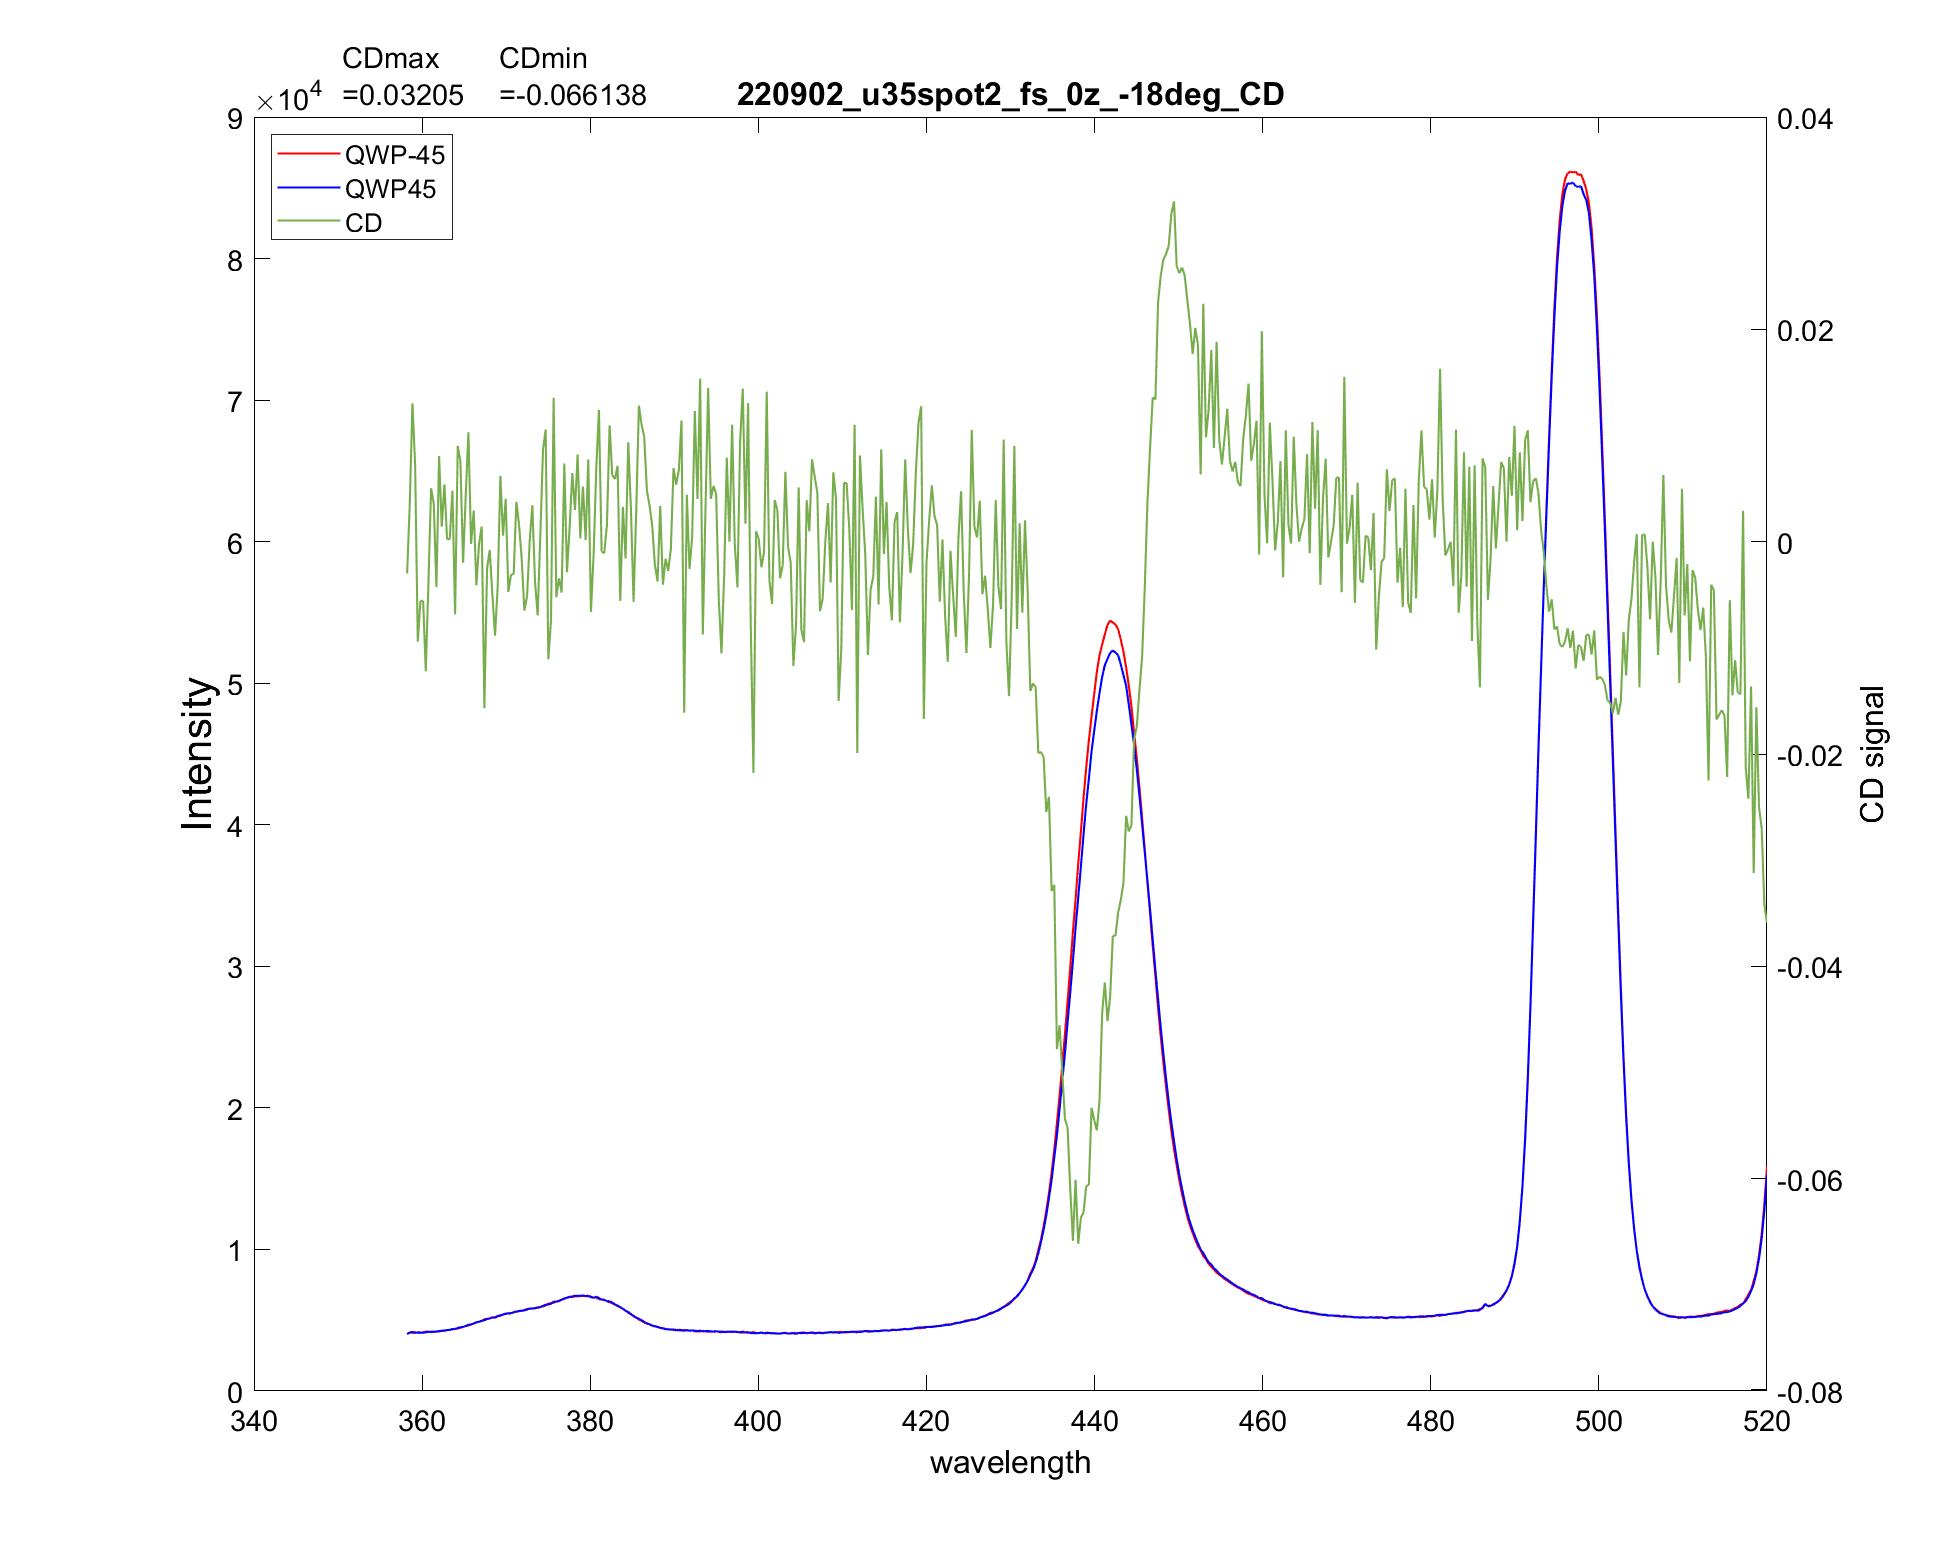 CDmax
=0.03205
CDmin
=-0.066138
220902_u35spot2_fs_0z_-18deg_CD
×10⁴
9
8
7
6
5
4
3
2
1
0
Intensity
QWP-45
QWP45
CD
0.04
0.02
0
-0.02
-0.04
-0.06
-0.08
CD signal
340 360 380 400 420 440 460 480 500 520
wavelength